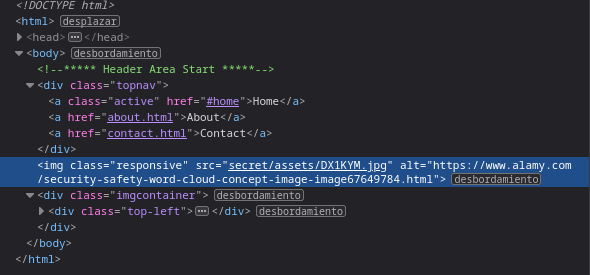 <!DOCTYPE html>
<html> desplazar
<head> ••• </head>
<body> desbordamiento
<!--***** Header Area Start *****-->
<div class="topnav">
<a class="active" href="#home">Home</a>
<a href="about.html">About</a>
<a href="contact.html">Contact</a>
</div>
<img class="responsive" src="secret/assets/DX1KYM.jpg" alt="https://www.alamy.com
/security-safety-word-cloud-concept-image-image67649784.html"> desbordamiento
<div class="imgcontainer"> desbordamiento
<div class="top-left"> ••• </div> desbordamiento
</div>
</body>
</html>